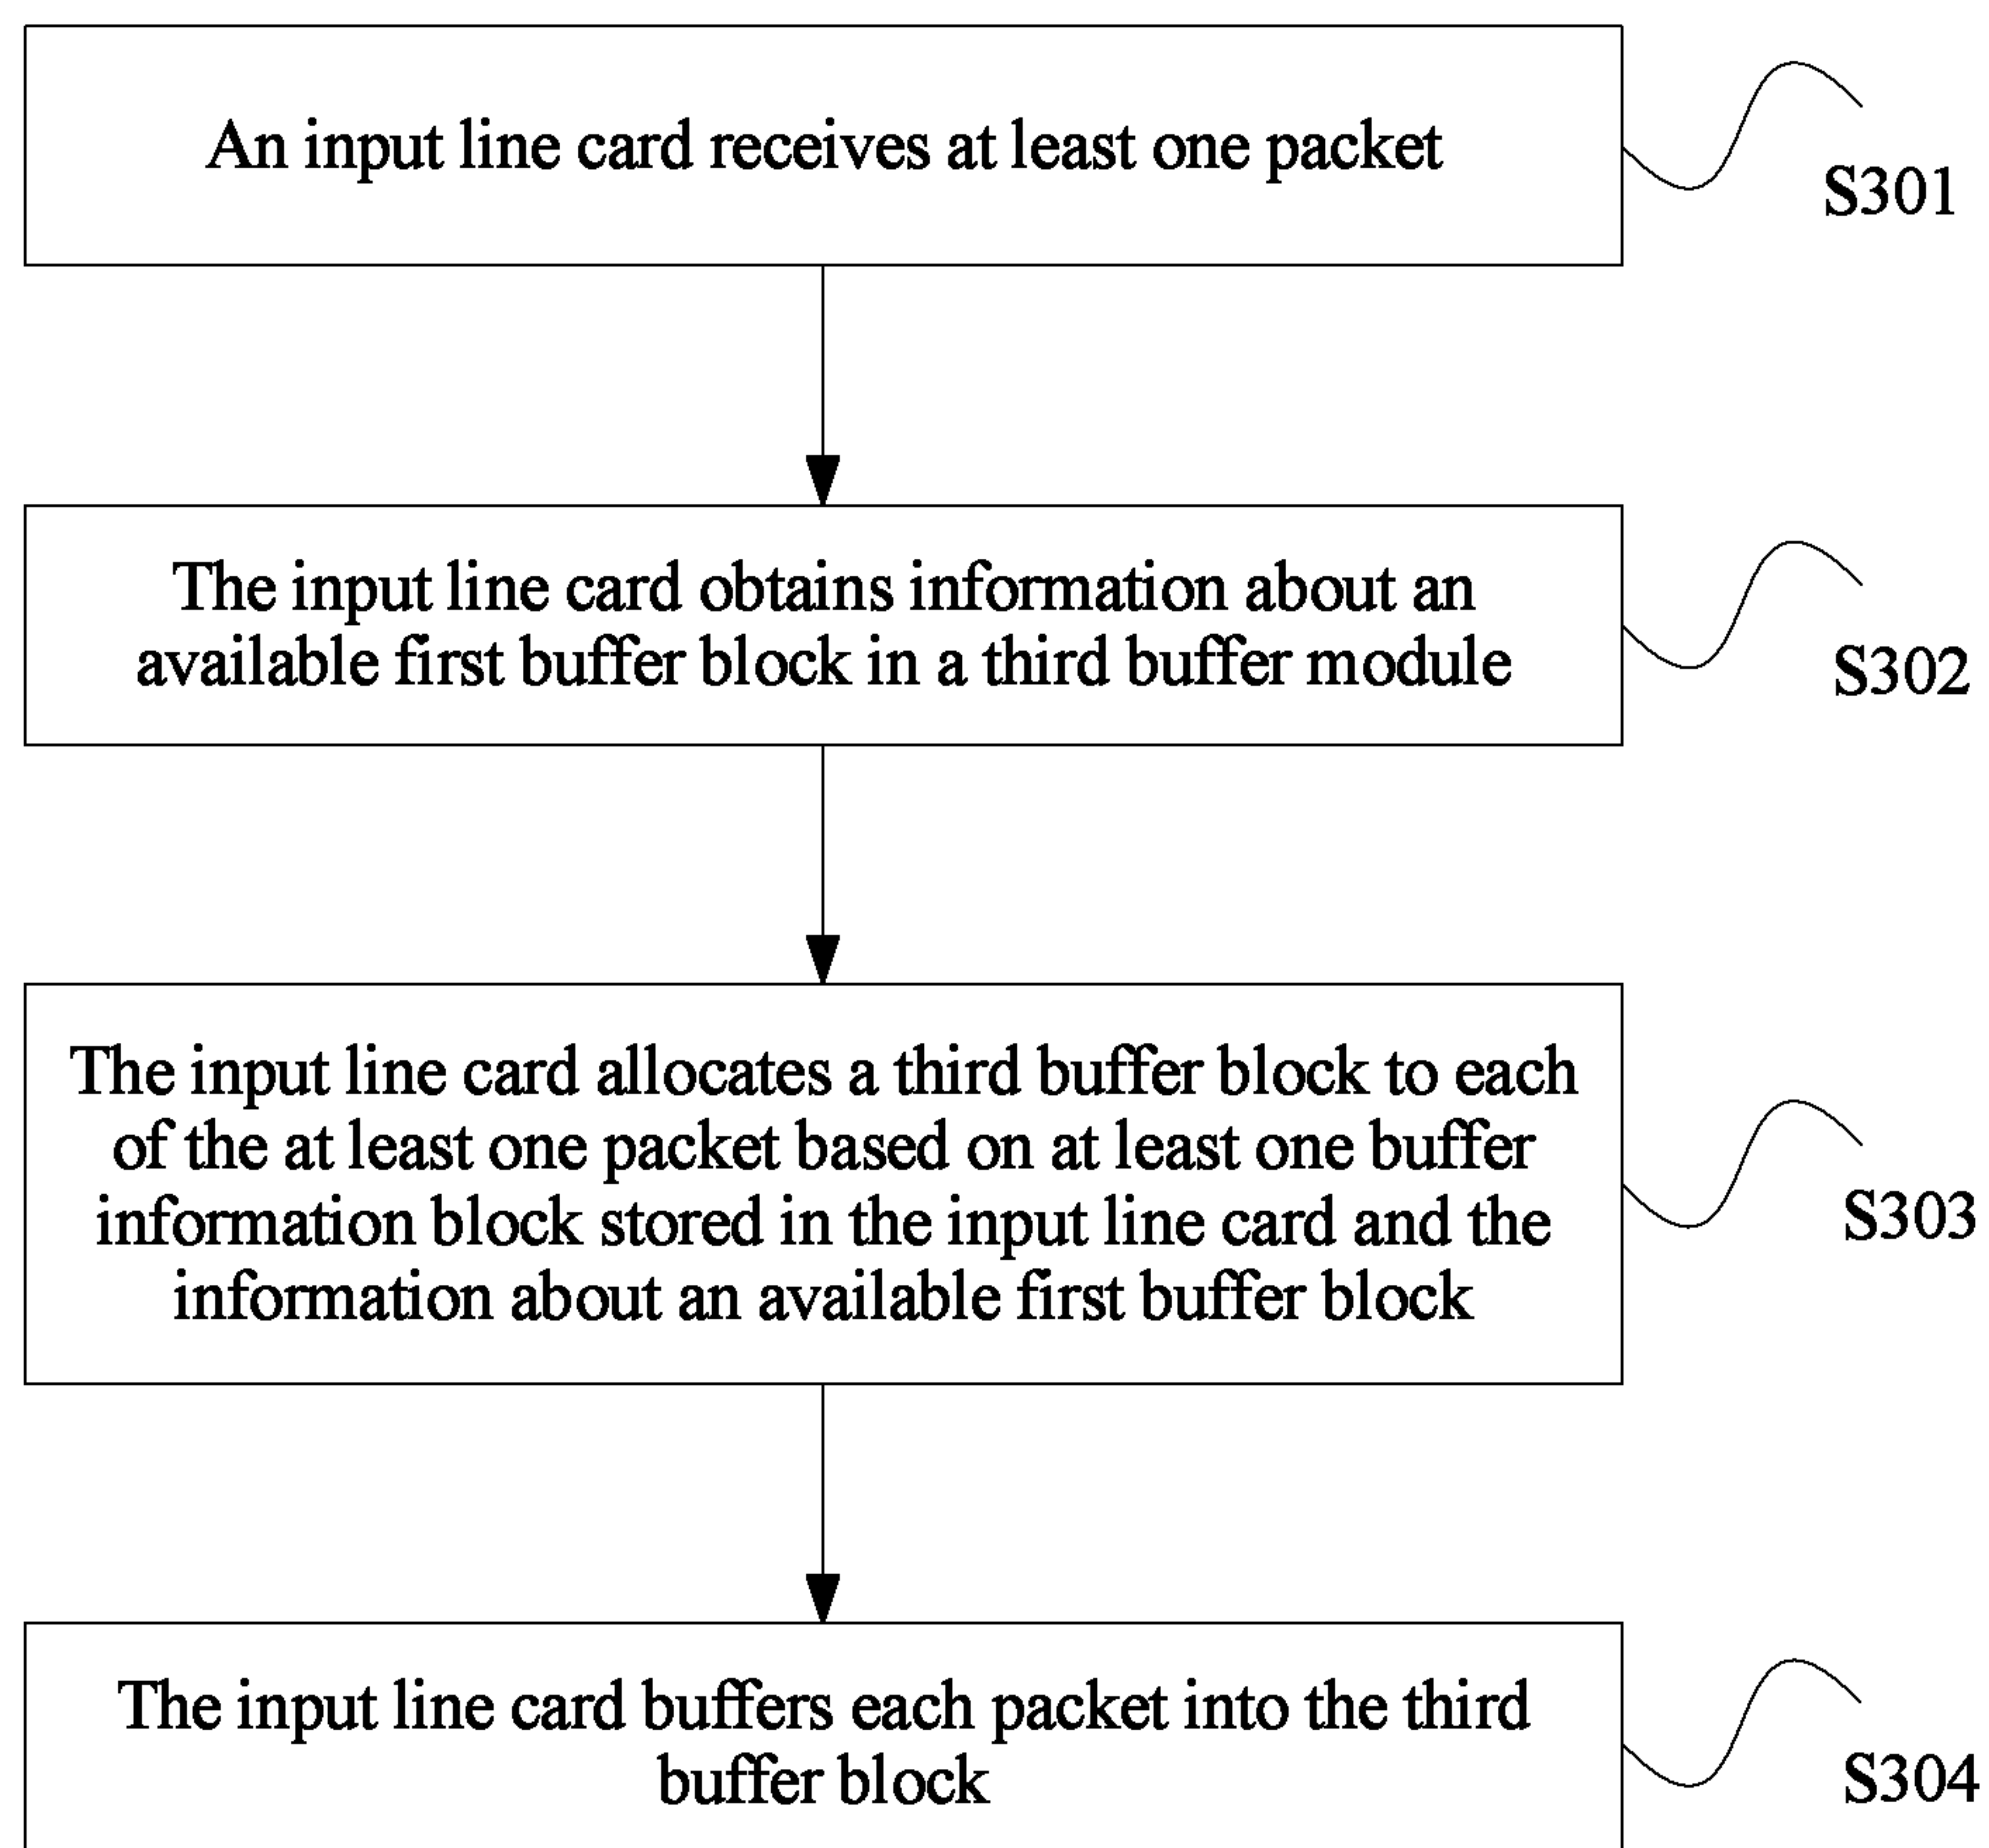 An input line card receives at least one packet
S301
The input line card obtains information about an
available first buffer block in a third buffer module
S302
The input line card allocates a third buffer block to each
of the at least one packet based on at least one buffer
information block stored in the input line card and the
information about an available first buffer block
S303
The input line card buffers each packet into the third
buffer block
S304